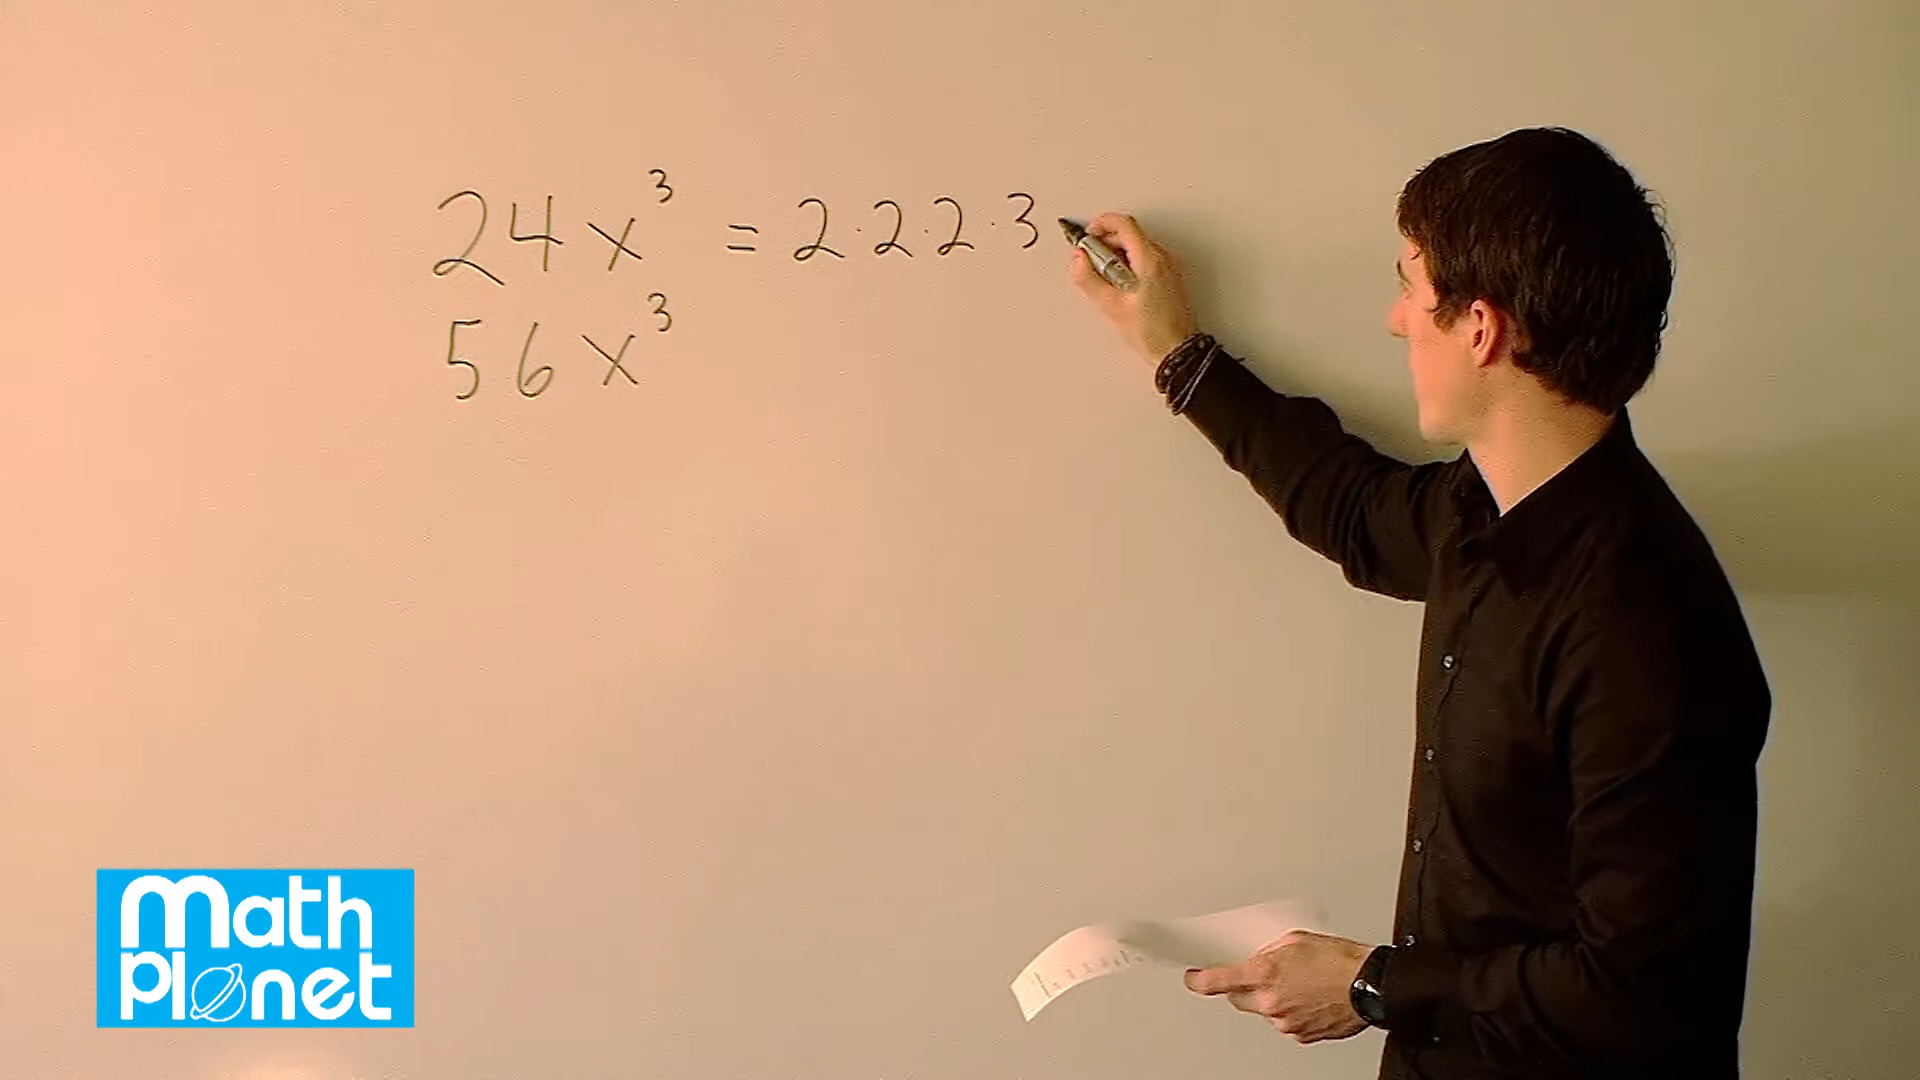 24x³ = 2·2·2·3
56x³
math
planet